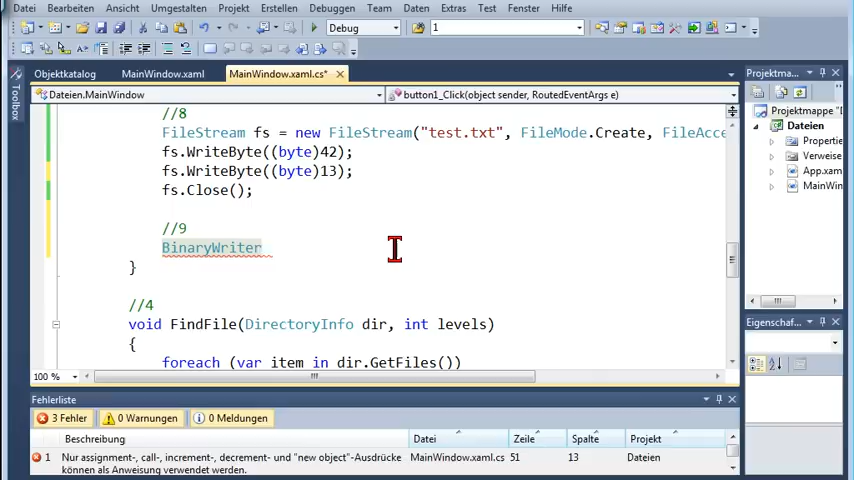 Datei Bearbeiten Ansicht Umgestalten Projekt Erstellen Debuggen Team Daten Extras Test Fenster Hilfe
Debug 1
Objektkatalog MainWindow.xaml MainWindow.xaml.cs* Projektma...
Toolbox
Dateien.MainWindow button1_Click(object sender, RoutedEventArgs e)
Projektmappe "D
//8
Dateien
FileStream fs = new FileStream("test.txt", FileMode.Create, FileAcce
Properti
fs.WriteByte((byte)42);
Verweise
fs.WriteByte((byte)13);
App.xam
fs.Close();
MainWin
//9
BinaryWriter
}
//4
void FindFile(DirectoryInfo dir, int levels)
{
foreach (var item in dir.GetFiles())
Eigenschaf...
100 %
Fehlerliste
3 Fehler 0 Warnungen 0 Meldungen
Beschreibung Datei Zeile Spalte Projekt
1 Nur assignment-, call-, increment-, decrement- und "new object"-Ausdrücke MainWindow.xaml.cs 51 13 Dateien
können als Anweisung verwendet werden.